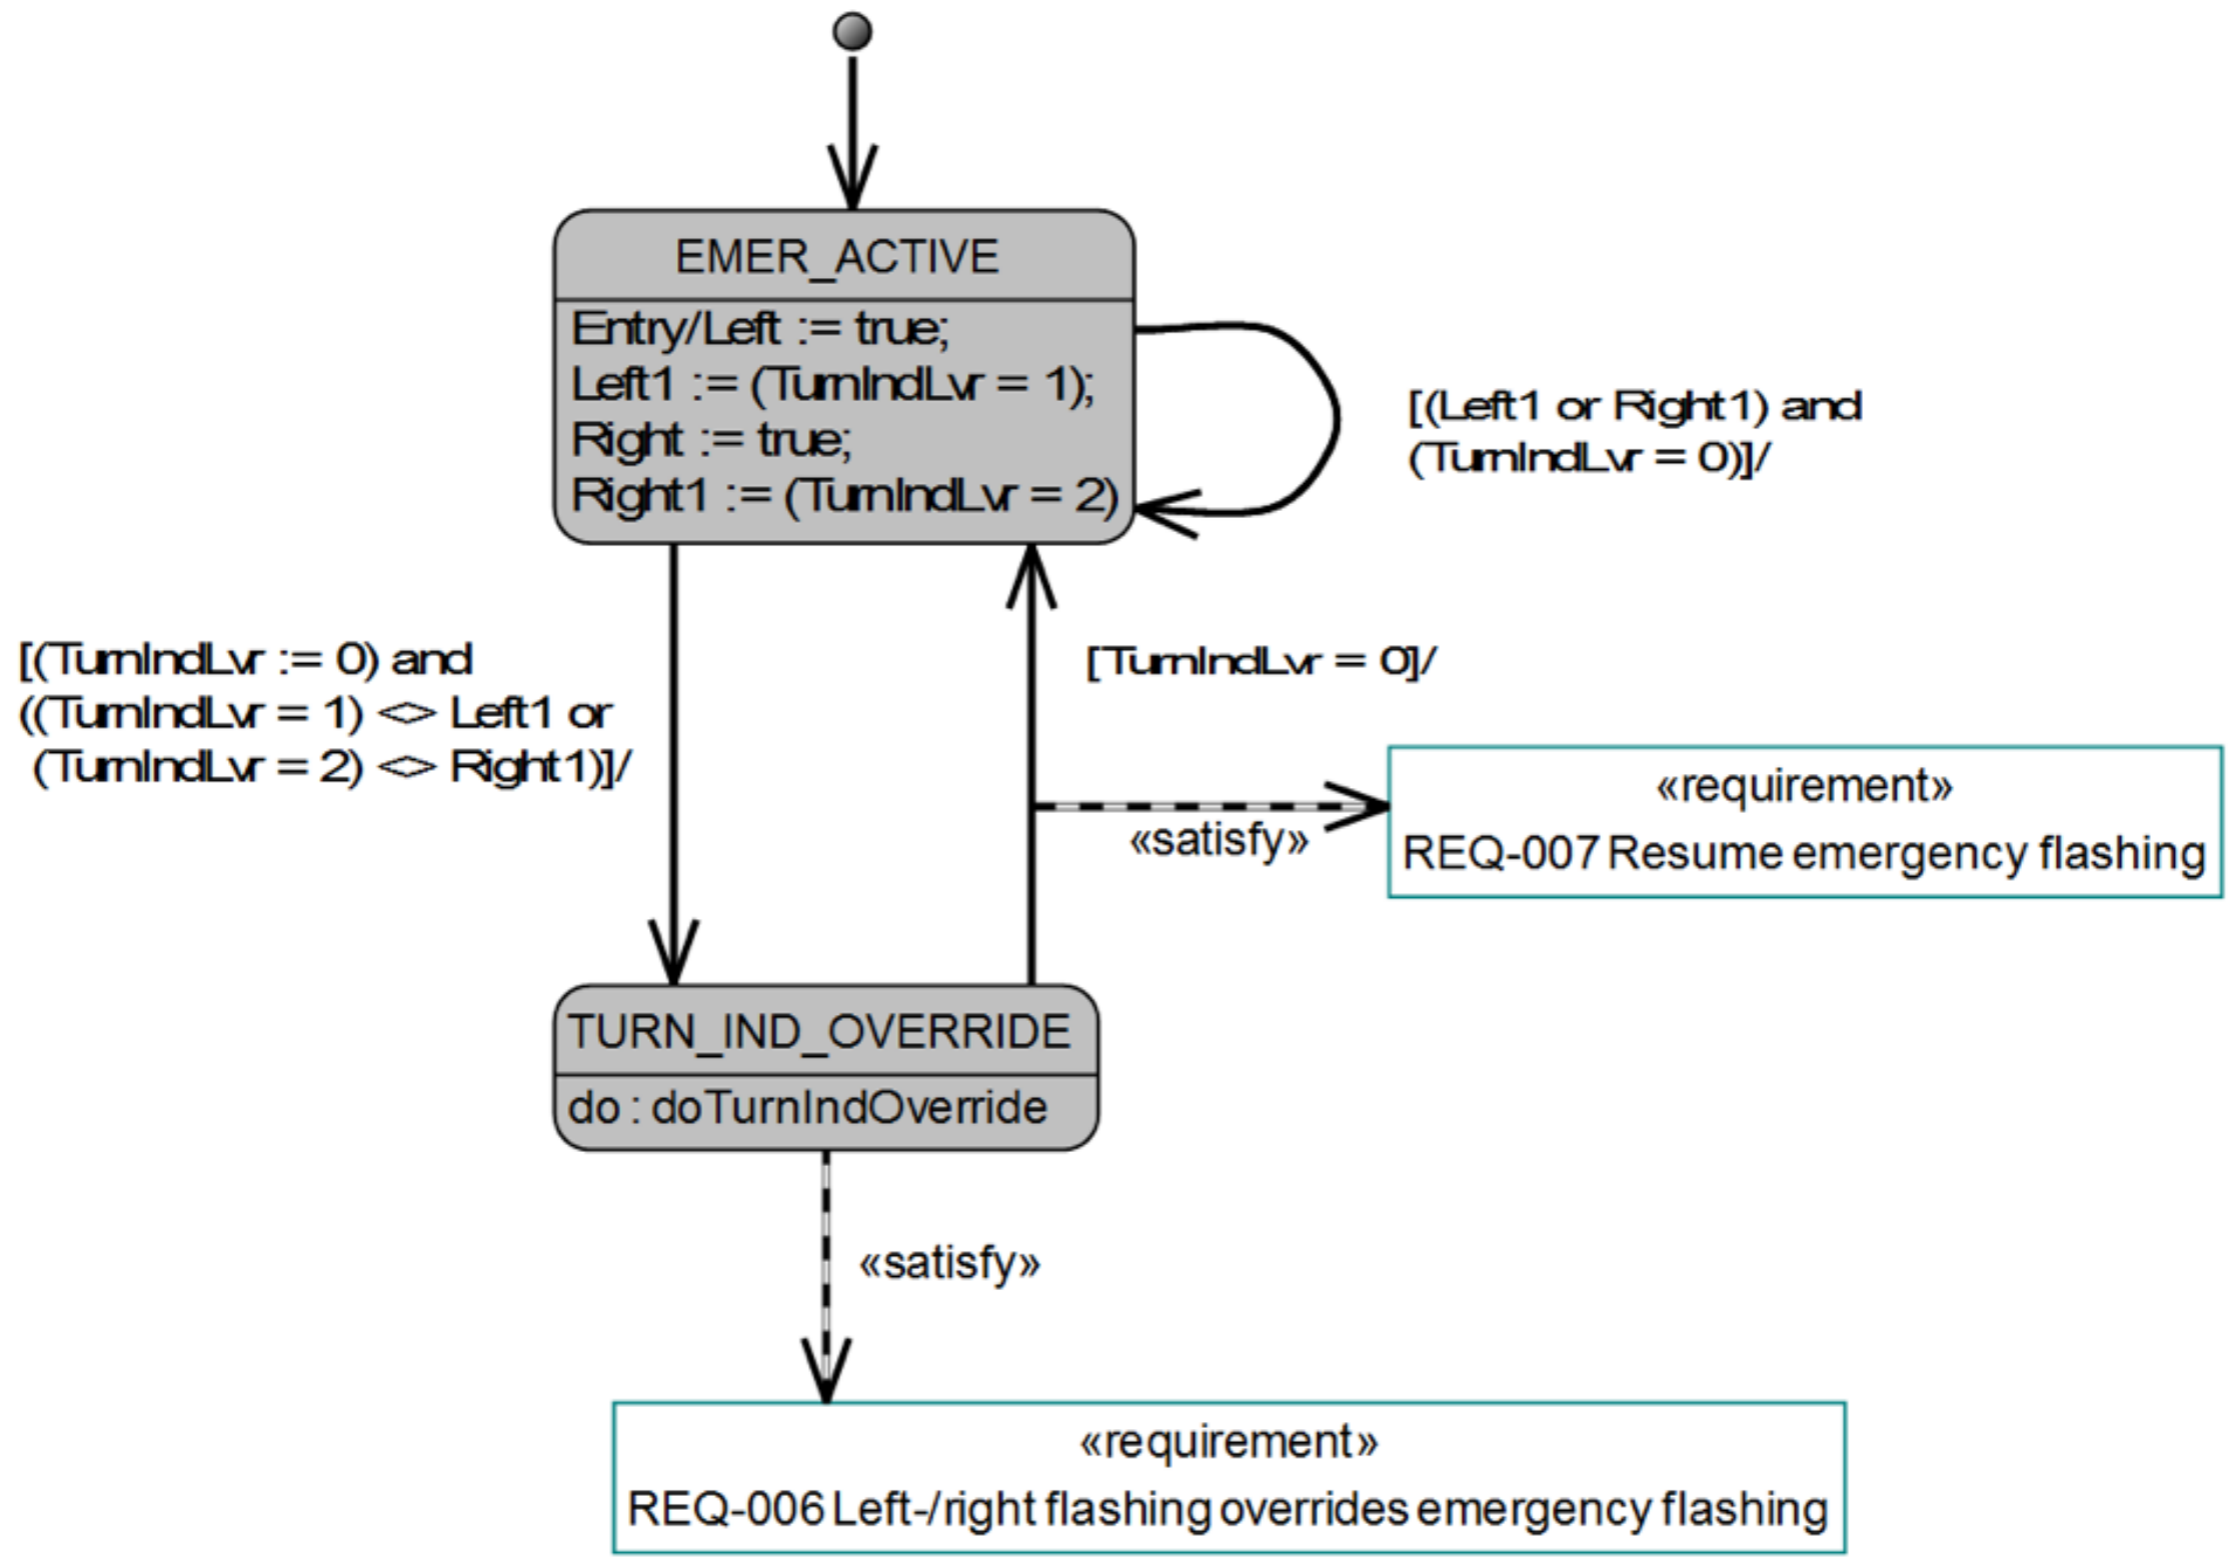 EMER_ACTIVE
Entry/Left := true;
Left1 := (TurnIndLvr = 1);
Right := true;
Right1 := (TurnIndLvr = 2)
[(Left1 or Right1) and
(TurnIndLvr = 0)]/
[(TurnIndLvr := 0) and
((TurnIndLvr = 1) <> Left1 or
(TurnIndLvr = 2) <> Right1)]/
[TurnIndLvr = 0]/
«requirement»
REQ-007 Resume emergency flashing
«satisfy»
TURN_IND_OVERRIDE
do : doTurnIndOverride
«satisfy»
«requirement»
REQ-006 Left-/right flashing overrides emergency flashing